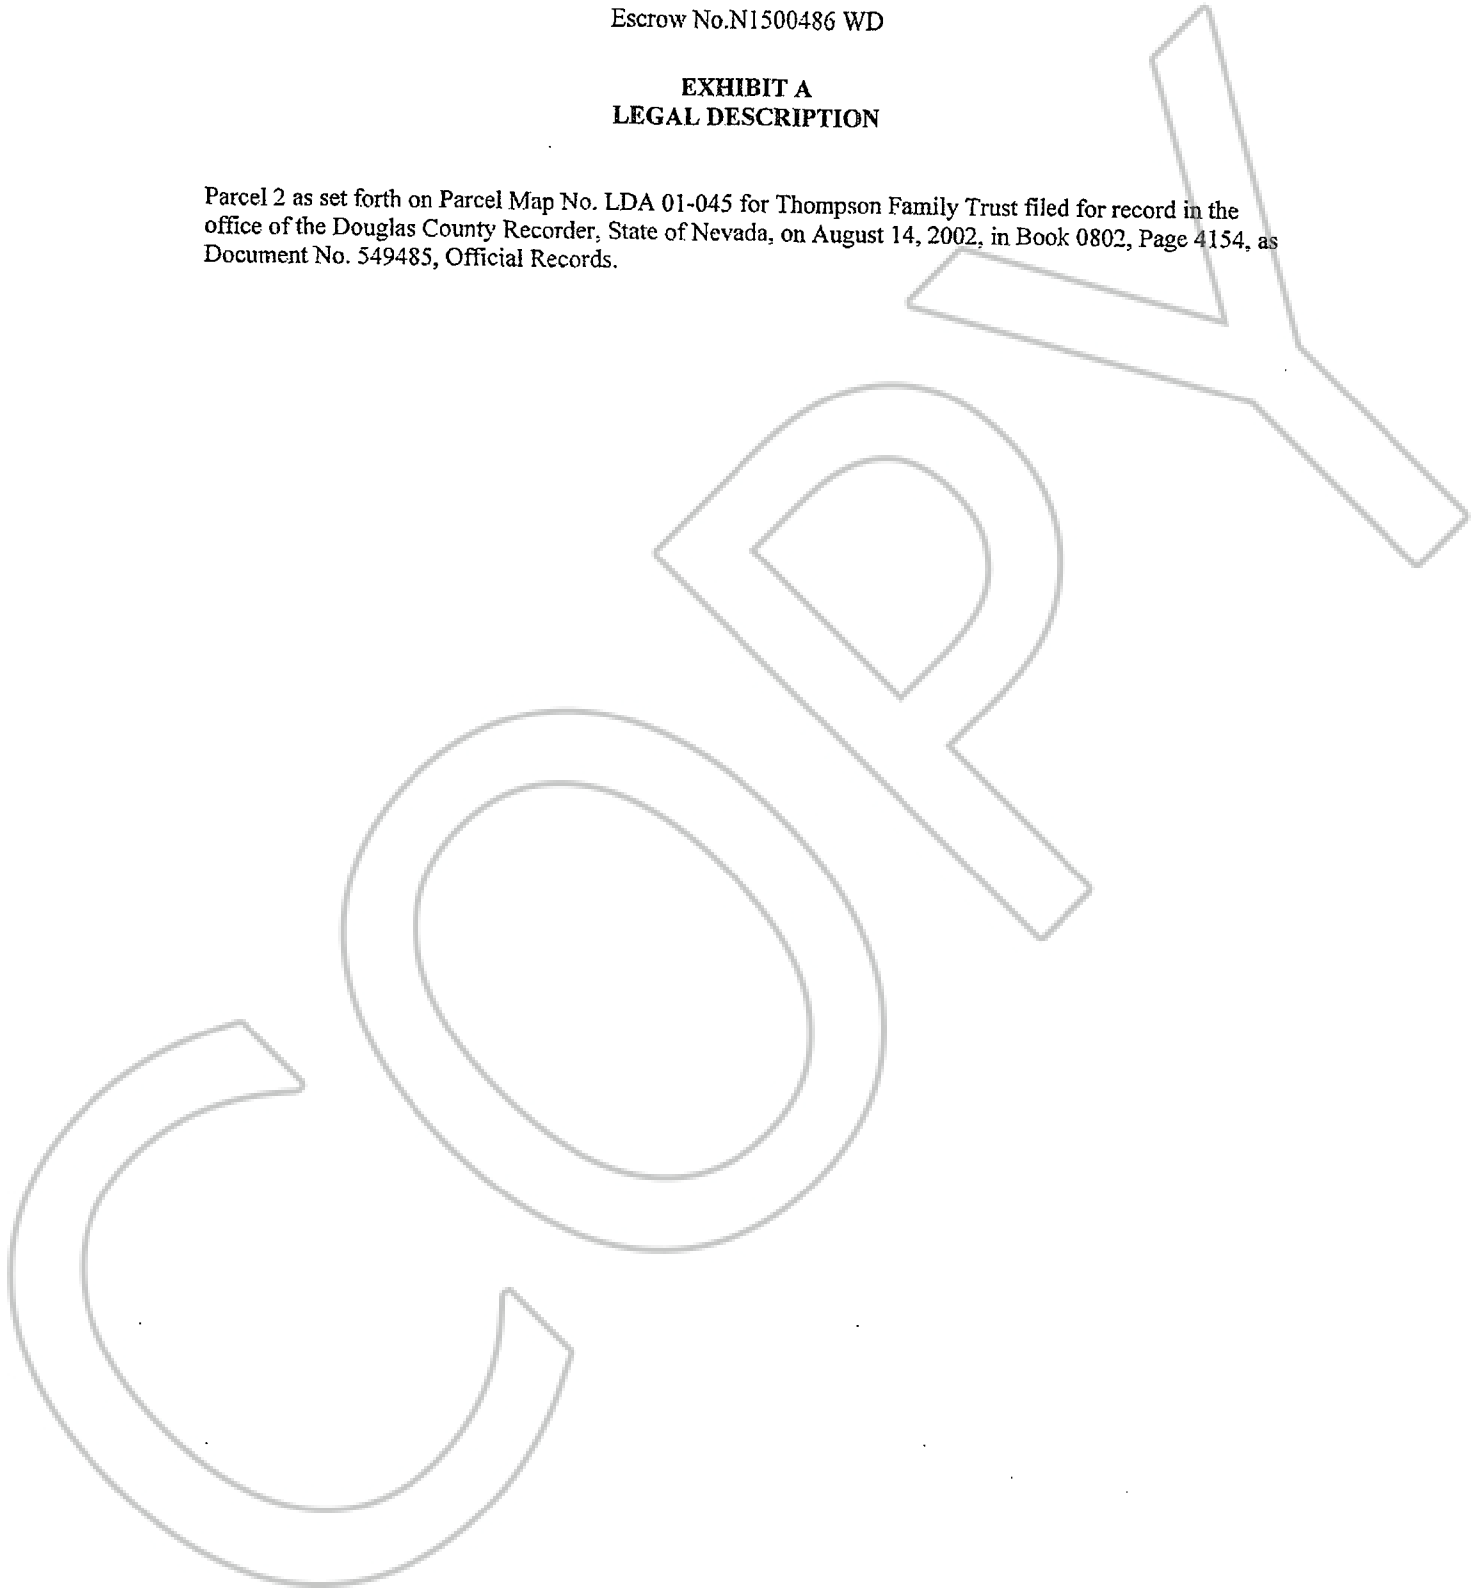 Escrow No.N1500486 WD
EXHIBIT A
LEGAL DESCRIPTION
Parcel 2 as set forth on Parcel Map No. LDA 01-045 for Thompson Family Trust filed for record in the
office of the Douglas County Recorder, State of Nevada, on August 14, 2002, in Book 0802, Page 4154, as
Document No. 549485, Official Records.
COPY